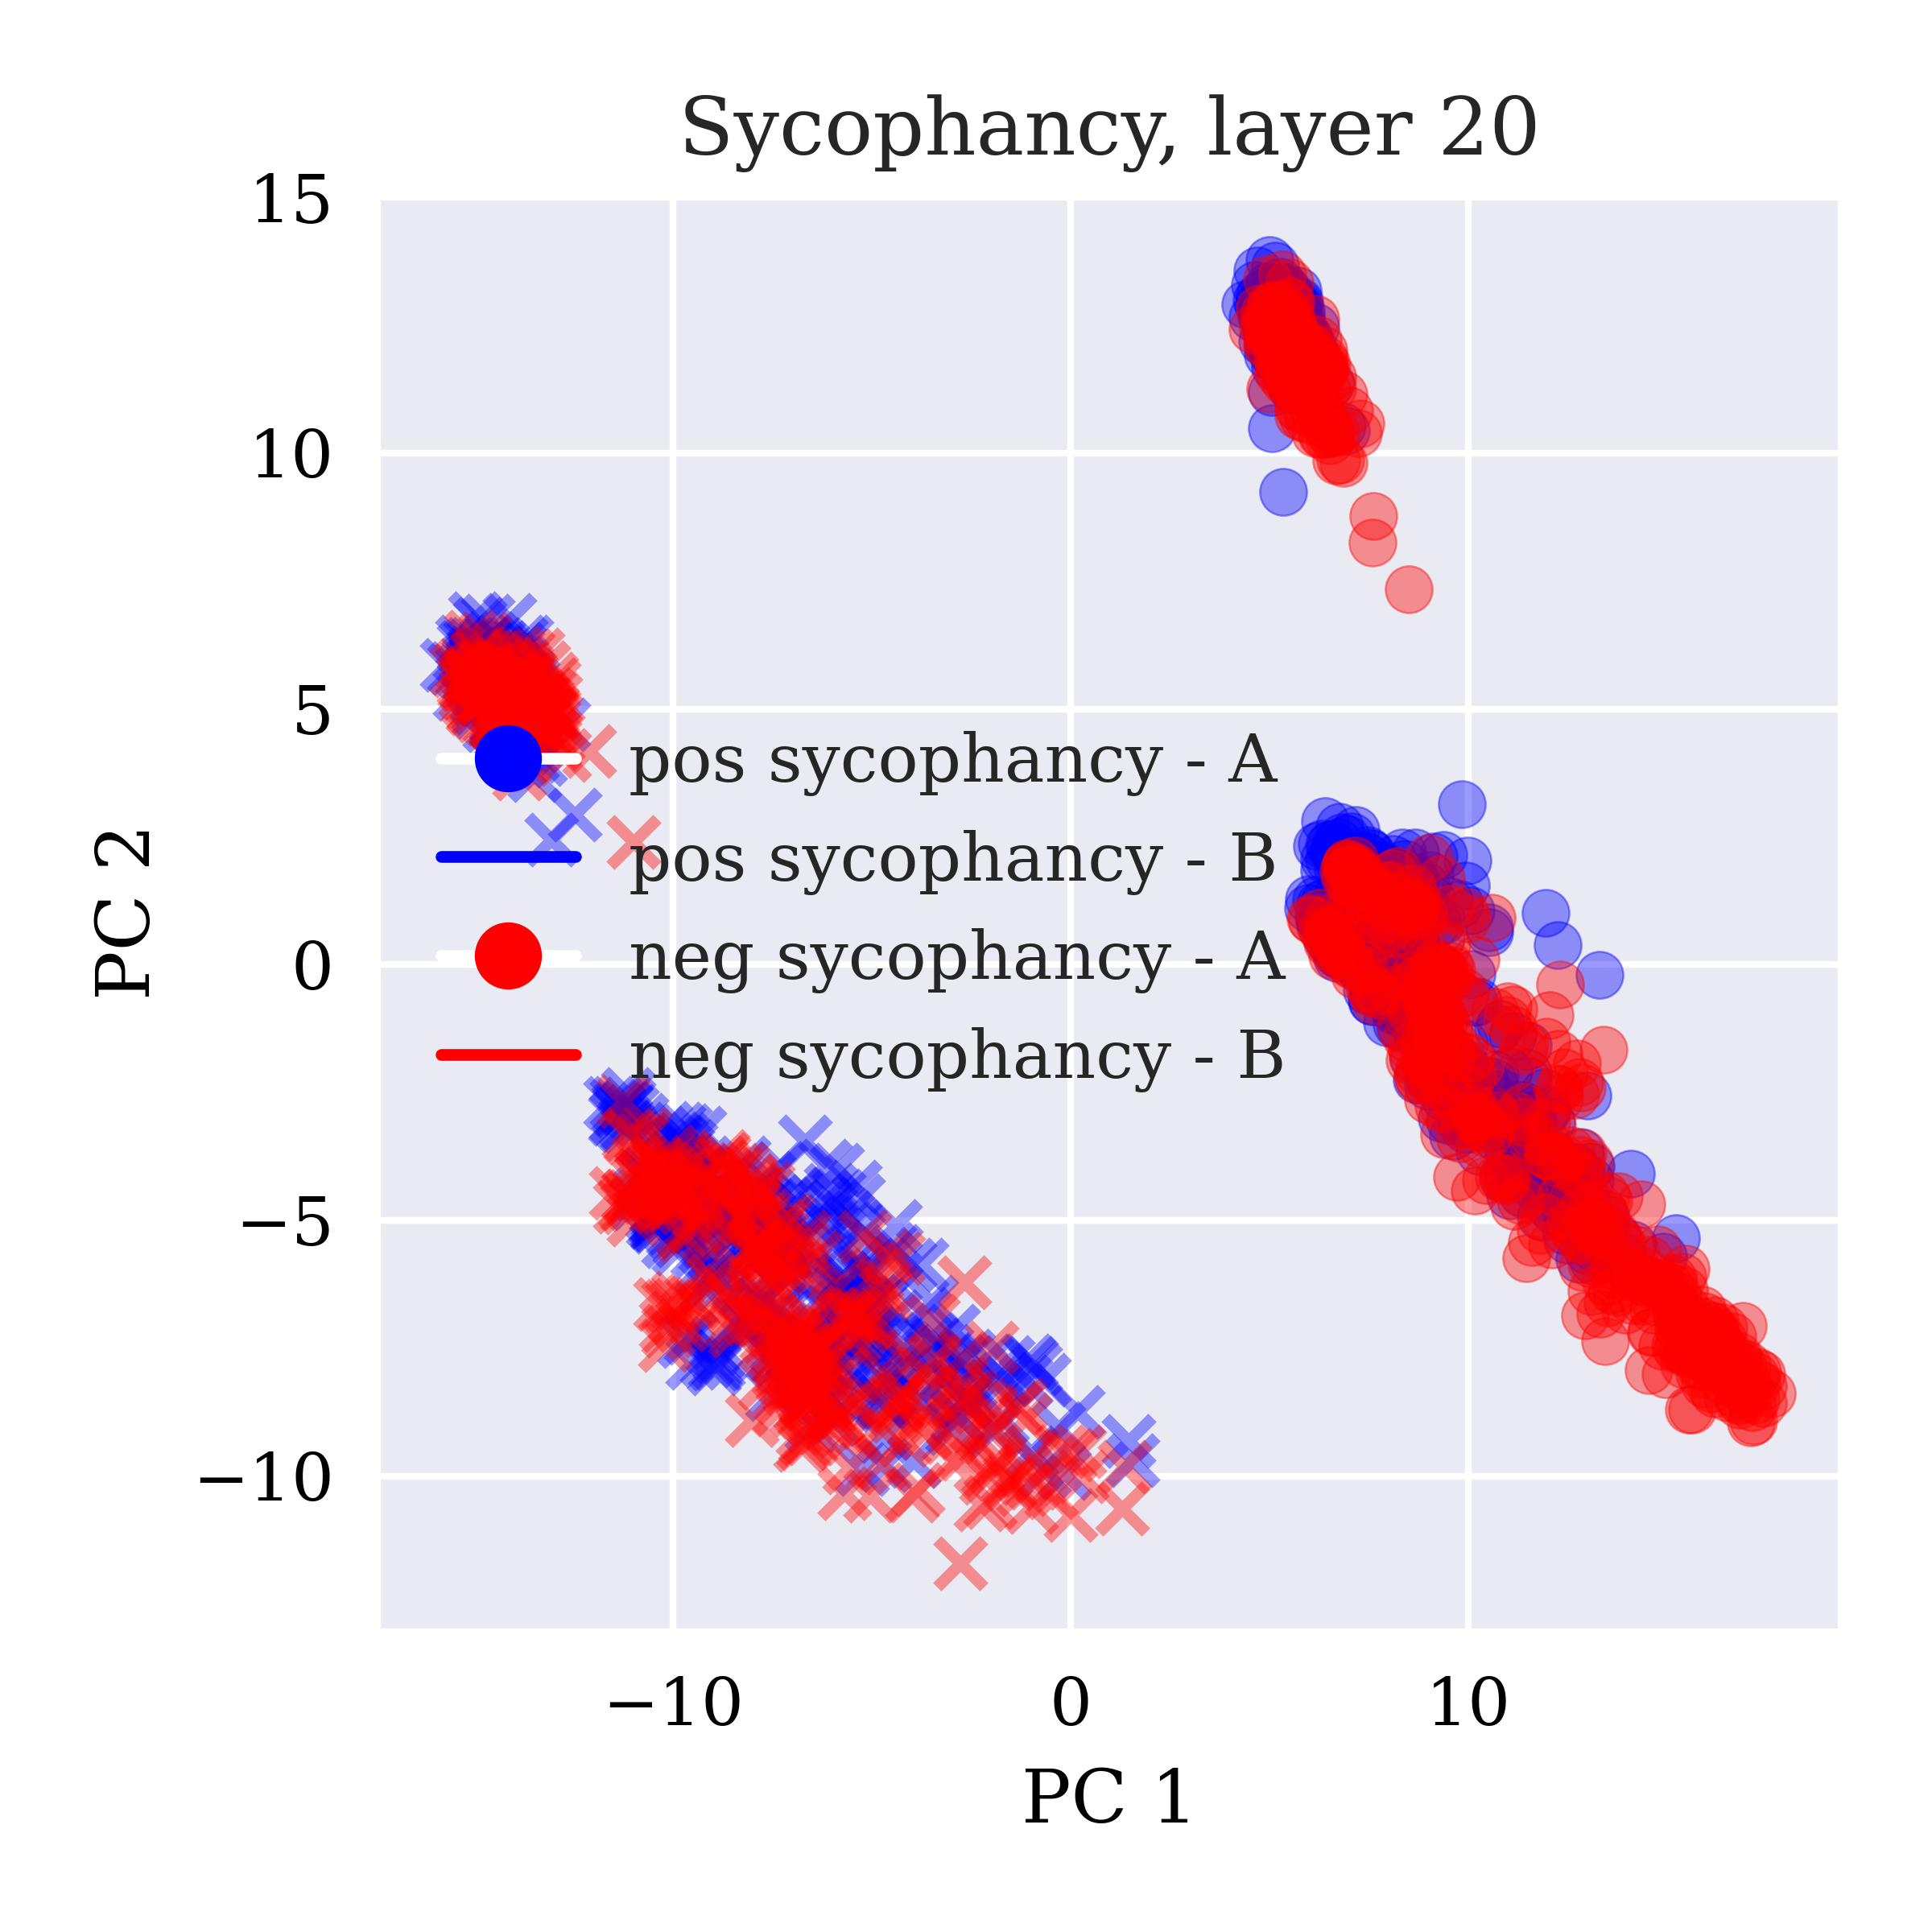 Sycophancy, layer 20
15
10
5
0
−5
−10
PC 2
pos sycophancy - A
pos sycophancy - B
neg sycophancy - A
neg sycophancy - B
−10 0 10
PC 1